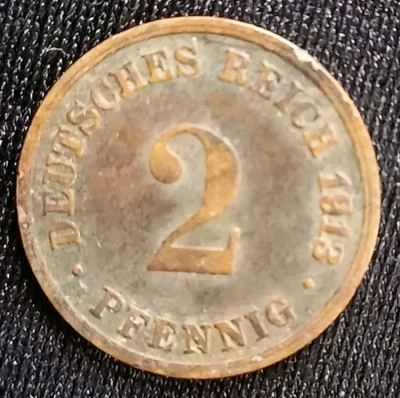 DEUTSCHES REICH 1913
2
PFENNIG